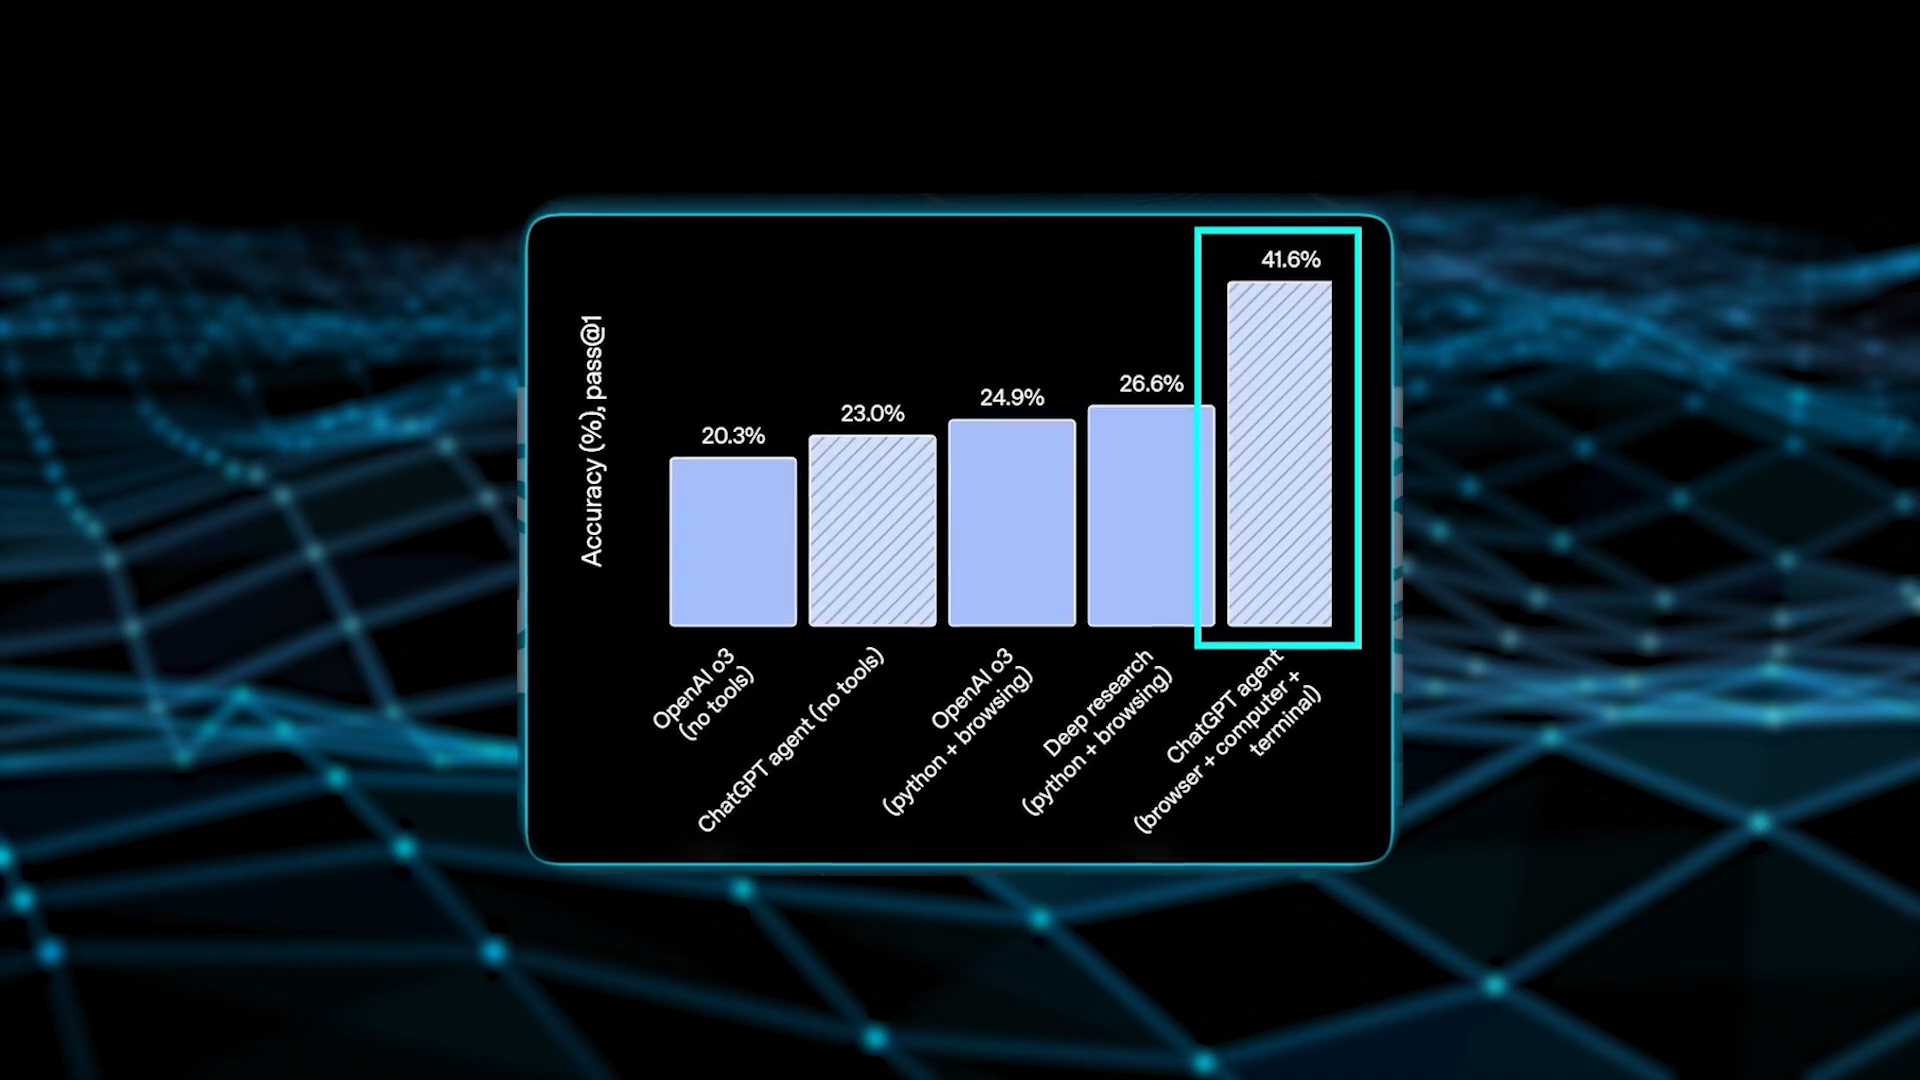 Accuracy (%), pass@1
20.3%
23.0%
24.9%
26.6%
41.6%
OpenAI o3
(no tools)
ChatGPT agent (no tools)
OpenAI o3
(python + browsing)
Deep research
(python + browsing)
ChatGPT agent
(browser + computer +
terminal)